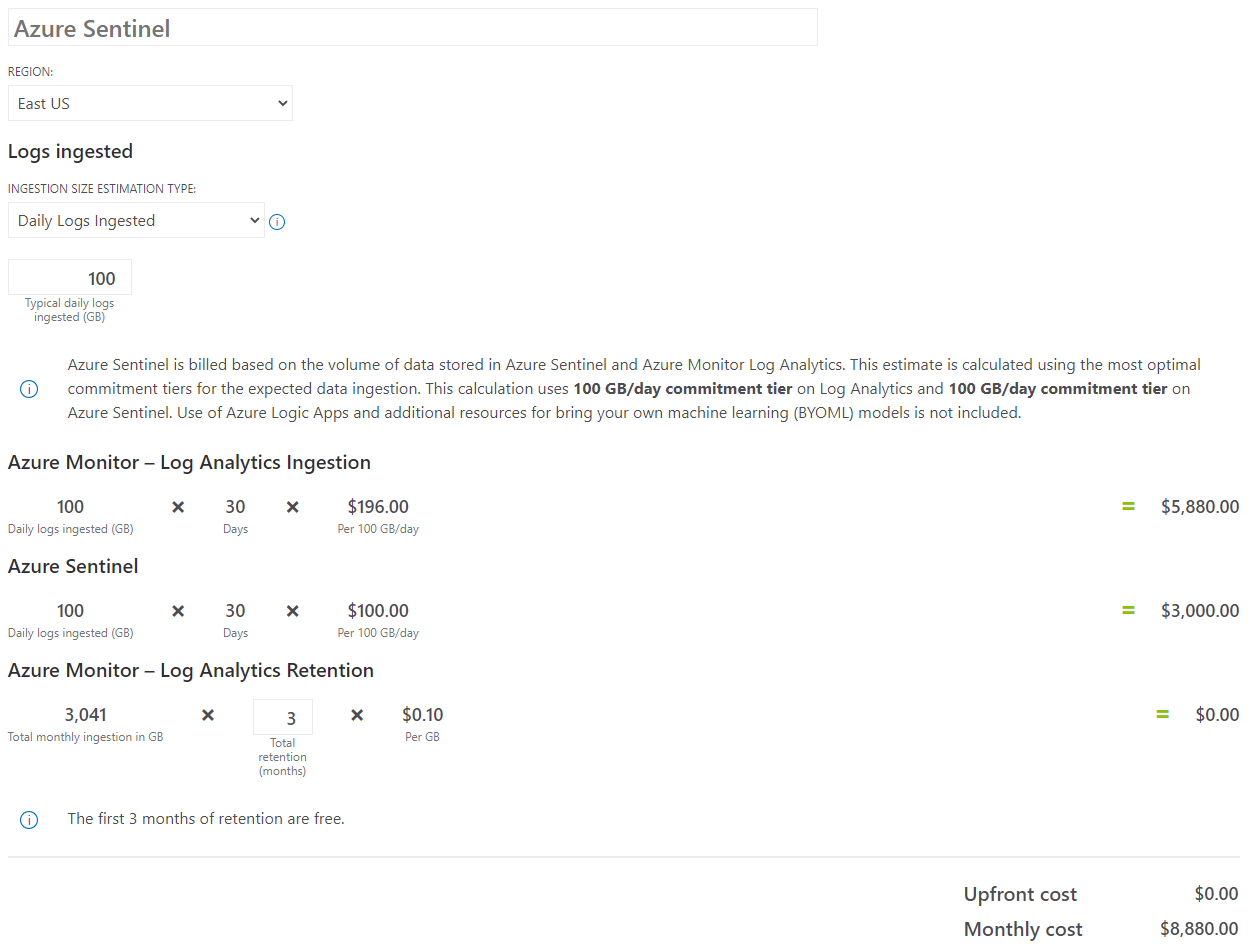 Azure Sentinel
REGION:
East US
Logs ingested
INGESTION SIZE ESTIMATION TYPE:
Daily Logs Ingested
100
Typical daily logs
ingested (GB)
Azure Sentinel is billed based on the volume of data stored in Azure Sentinel and Azure Monitor Log Analytics. This estimate is calculated using the most optimal
commitment tiers for the expected data ingestion. This calculation uses 100 GB/day commitment tier on Log Analytics and 100 GB/day commitment tier on
Azure Sentinel. Use of Azure Logic Apps and additional resources for bring your own machine learning (BYOML) models is not included.
Azure Monitor – Log Analytics Ingestion
100 × 30 × $196.00 = $5,880.00
Daily logs ingested (GB) Days Per 100 GB/day
Azure Sentinel
100 × 30 × $100.00 = $3,000.00
Daily logs ingested (GB) Days Per 100 GB/day
Azure Monitor – Log Analytics Retention
3,041 × 3 × $0.10 = $0.00
Total monthly ingestion in GB Total Per GB
retention
(months)
The first 3 months of retention are free.
Upfront cost $0.00
Monthly cost $8,880.00